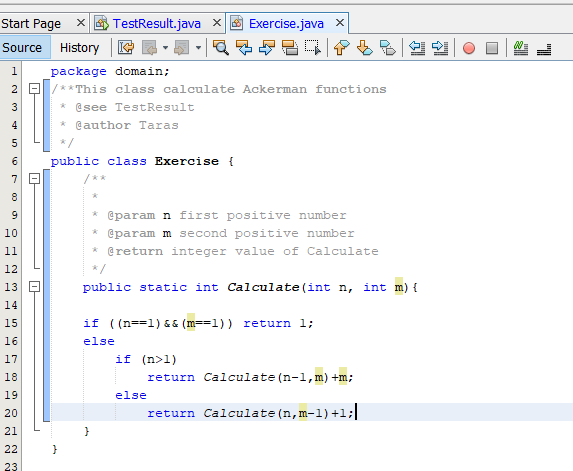 Start Page TestResult.java Exercise.java
Source History
1 package domain;
2 /**This class calculate Ackerman functions
3 * @see TestResult
4 * @author Taras
5 */
6 public class Exercise {
7 /**
8 *
9 * @param n first positive number
10 * @param m second positive number
11 * @return integer value of Calculate
12 */
13 public static int Calculate(int n, int m){
14
15 if ((n==1)&&(m==1)) return 1;
16 else
17 if (n>1)
18 return Calculate(n-1,m)+m;
19 else
20 return Calculate(n,m-1)+1;
21 }
22 }
23